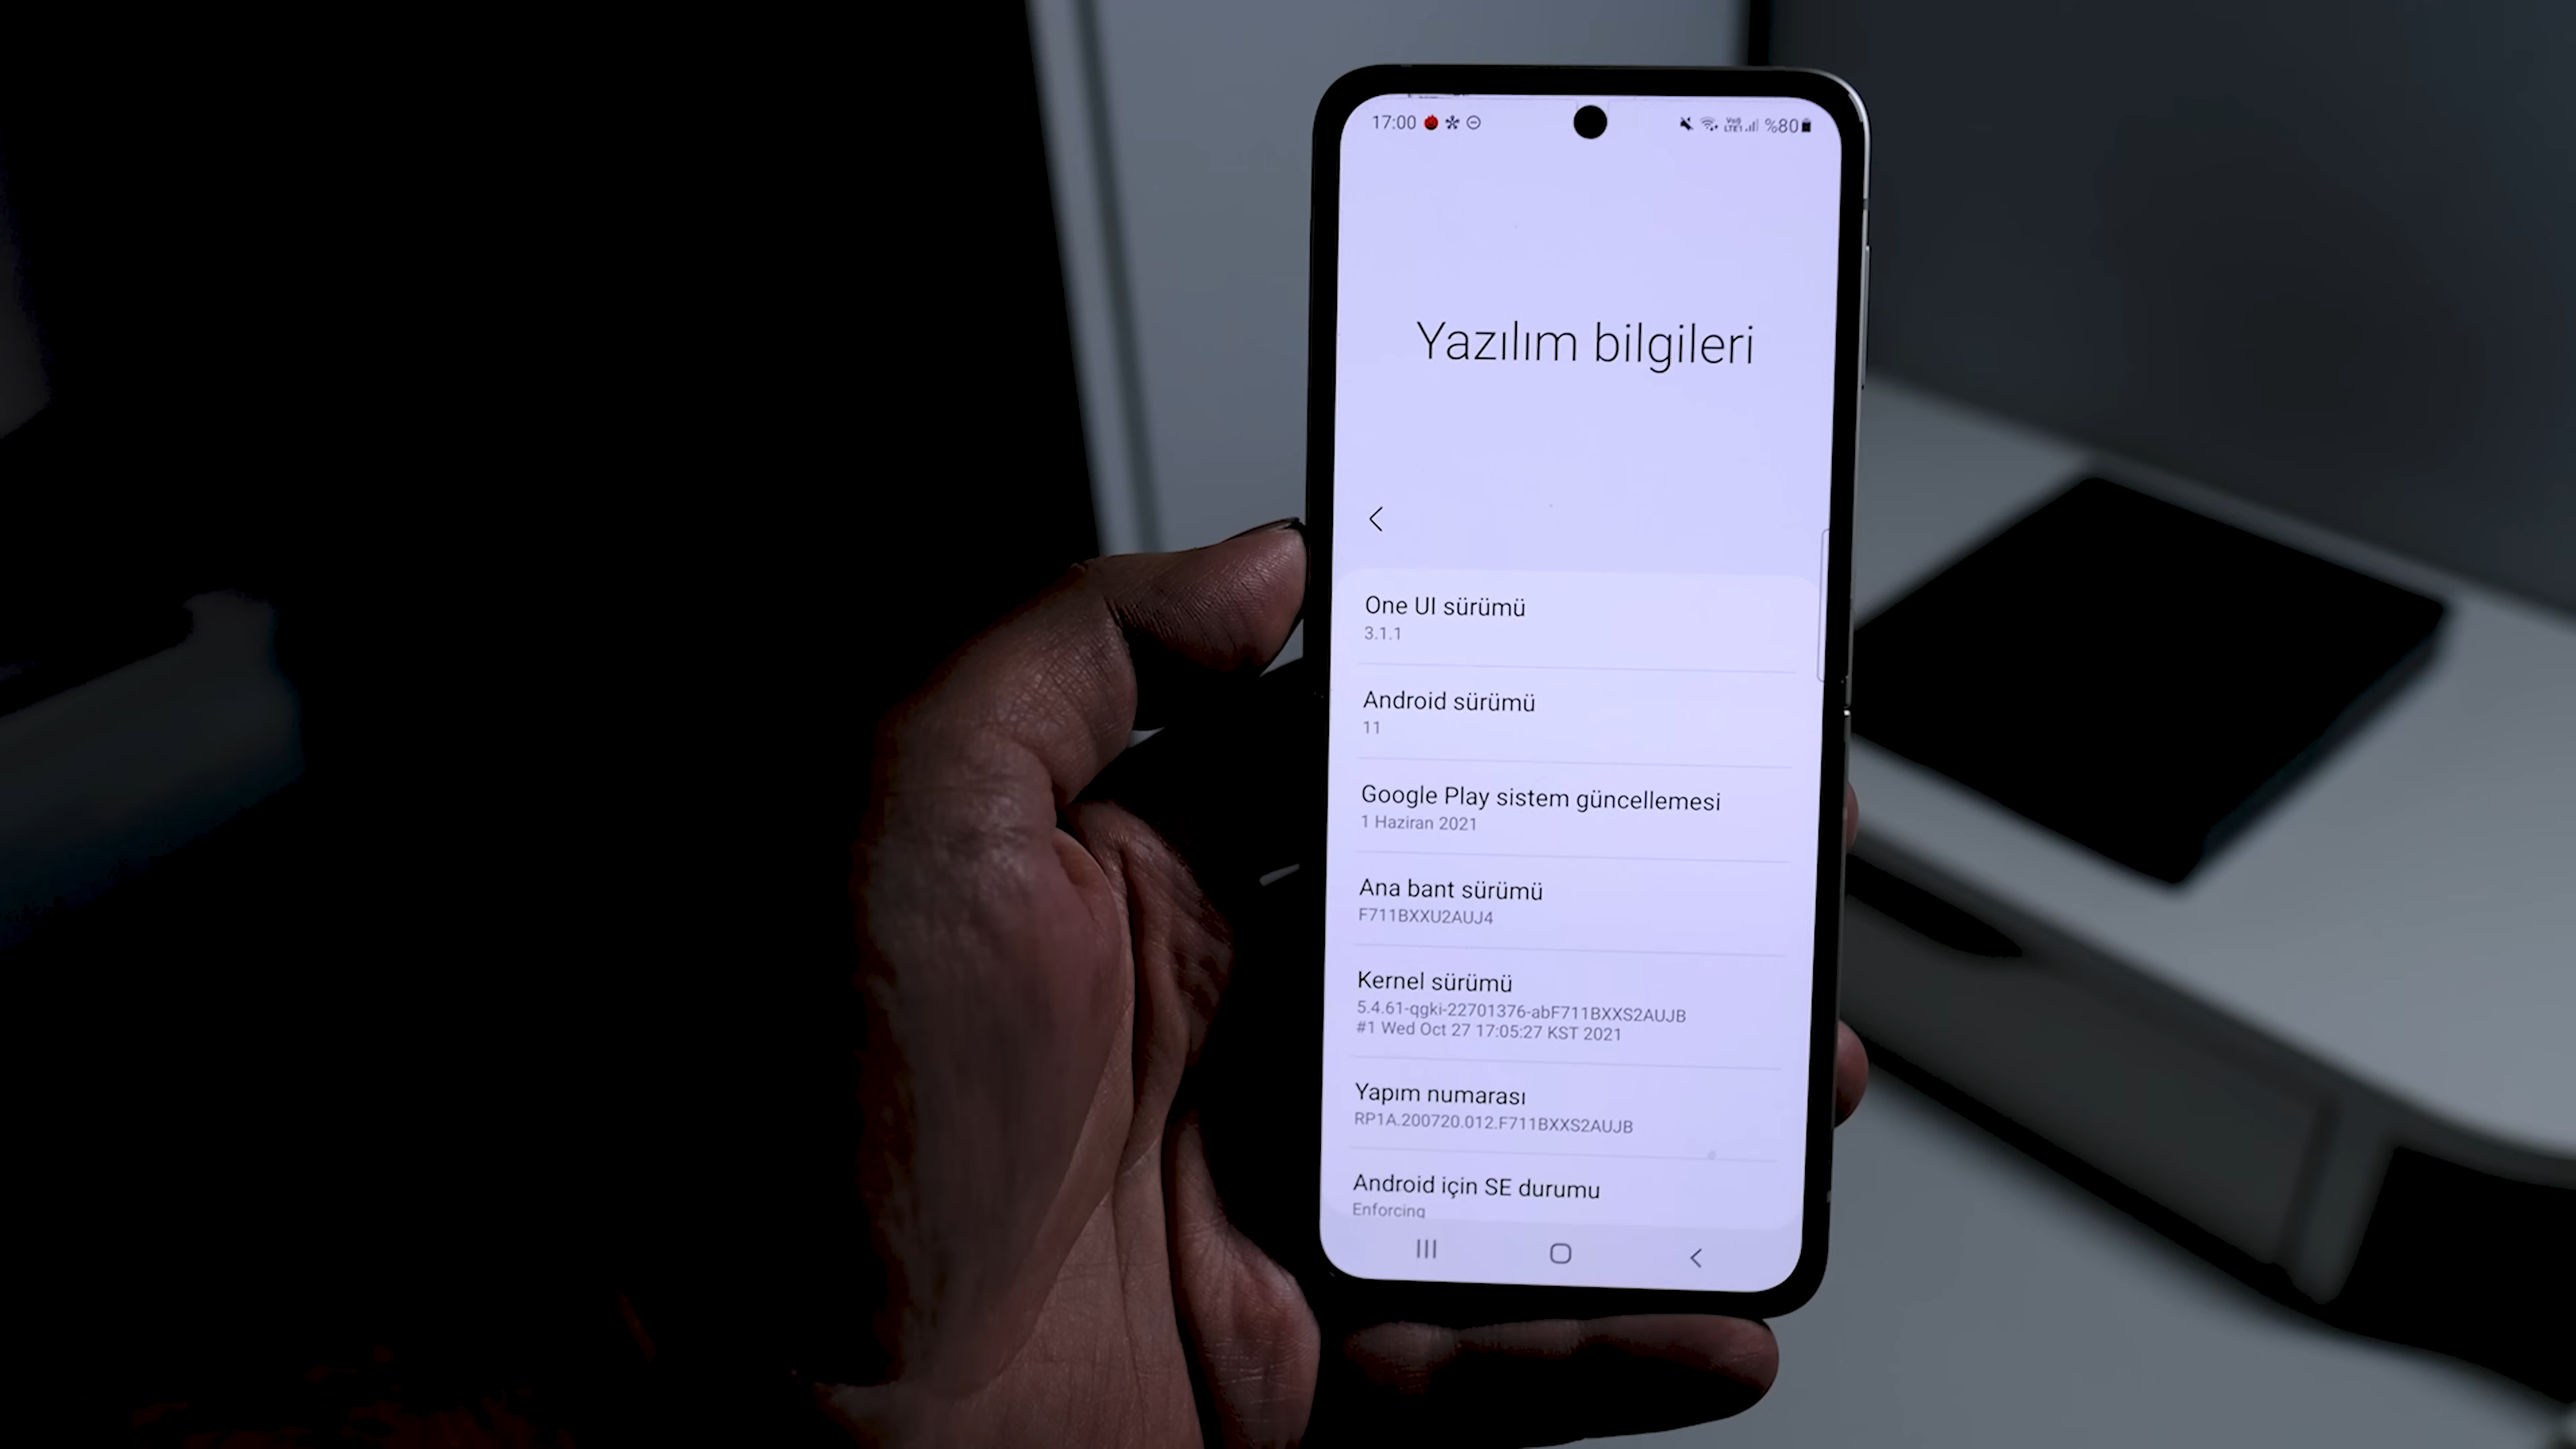 17:00
Vo)) LTE1 %80
Yazılım bilgileri
One UI sürümü
3.1.1
Android sürümü
11
Google Play sistem güncellemesi
1 Haziran 2021
Ana bant sürümü
F711BXXU2AUJ4
Kernel sürümü
5.4.61-qgki-22701376-abF711BXXS2AUJB
#1 Wed Oct 27 17:05:27 KST 2021
Yapım numarası
RP1A.200720.012.F711BXXS2AUJB
Android için SE durumu
Enforcing